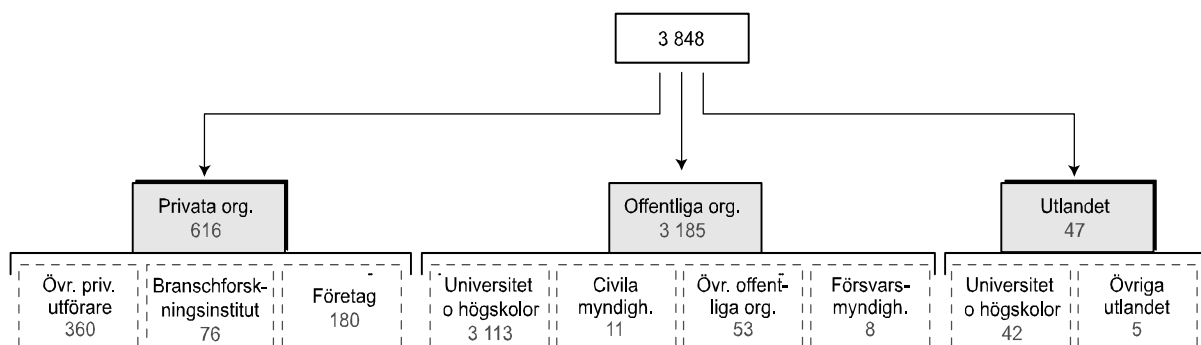 3 848
Privata org.
616
Offentliga org.
3 185
Utlandet
47
Övr. priv.
utförare
360
Branschforsk-
ningsinstitut
76
Företag
180
Universitet
o högskolor
3 113
Civila
myndigh.
11
Övr. offent-
liga org.
53
Försvars-
myndigh.
8
Universitet
o högskolor
42
Övriga
utlandet
5